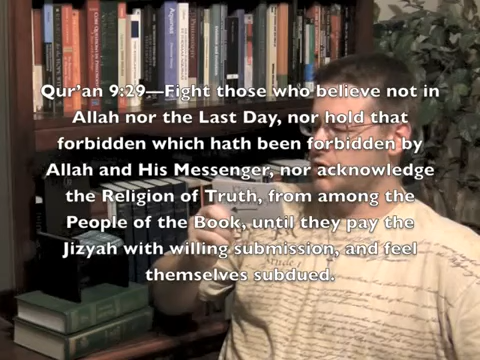 Qur’an 9:29—Fight those who believe not in
Allah nor the Last Day, nor hold that
forbidden which hath been forbidden by
Allah and His Messenger, nor acknowledge
the Religion of Truth, from among the
People of the Book, until they pay the
Jizyah with willing submission, and feel
themselves subdued.